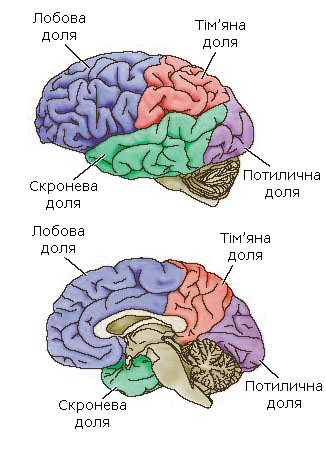 Лобова
доля
Тім’яна
доля
Скронева
доля
Потилична
доля
Лобова
доля
Тім’яна
доля
Скронева
доля
Потилична
доля